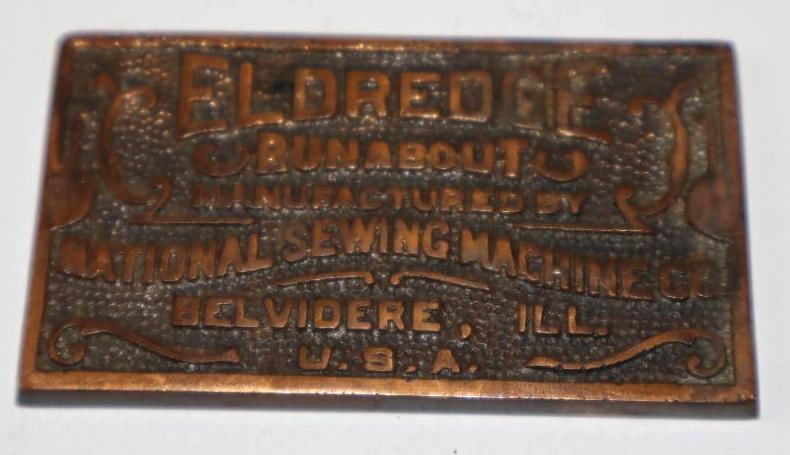 ELDREDGE
RUNABOUT
MANUFACTURED BY
NATIONAL SEWING MACHINE CO
BELVIDERE, ILL.
U.S.A.